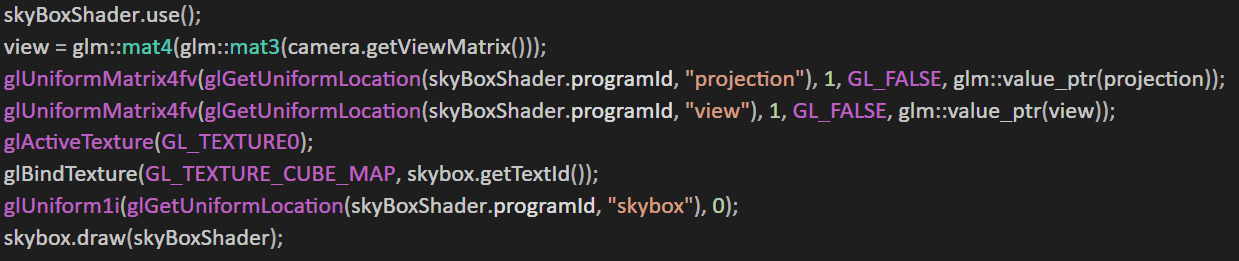 skyBoxShader.use();
view = glm::mat4(glm::mat3(camera.getViewMatrix()));
glUniformMatrix4fv(glGetUniformLocation(skyBoxShader.programId, "projection"), 1, GL_FALSE, glm::value_ptr(projection));
glUniformMatrix4fv(glGetUniformLocation(skyBoxShader.programId, "view"), 1, GL_FALSE, glm::value_ptr(view));
glActiveTexture(GL_TEXTURE0);
glBindTexture(GL_TEXTURE_CUBE_MAP, skybox.getTextId());
glUniform1i(glGetUniformLocation(skyBoxShader.programId, "skybox"), 0);
skybox.draw(skyBoxShader);